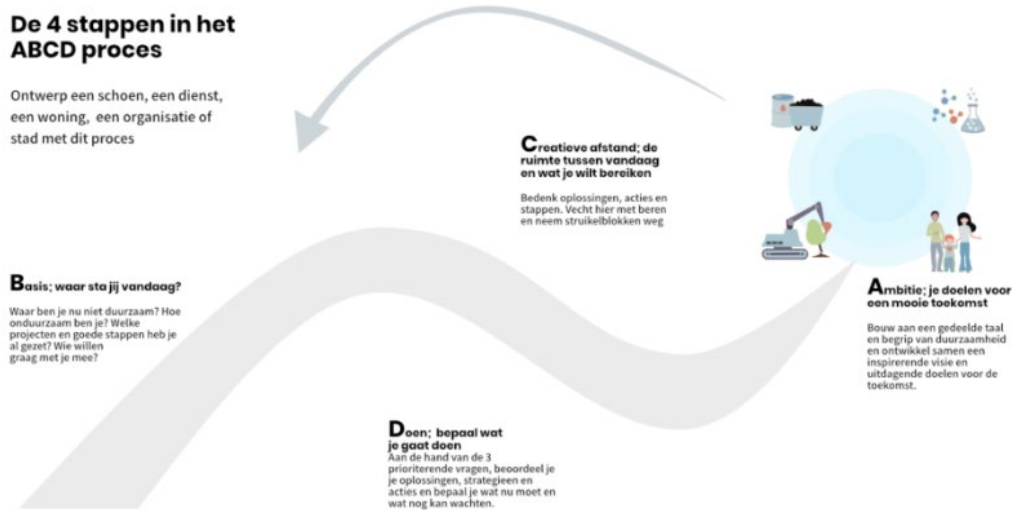 De 4 stappen in het
ABCD proces
Ontwerp een schoen, een dienst,
een woning, een organisatie of
stad met dit proces
Creatieve afstand; de
ruimte tussen vandaag
en wat je wilt bereiken
Bedenk oplossingen, acties en
stappen. Vecht hier met beren
en neem struikelblokken weg
Basis; waar sta jij vandaag?
Waar ben je nu niet duurzaam? Hoe
onduurzaam ben je? Welke
projecten en goede stappen heb je
al gezet? Wie willen
graag met je mee?
Ambitie; je doelen voor
een mooie toekomst
Bouw aan een gedeelde taal
en begrip van duurzaamheid
en ontwikkel samen een
inspirerende visie en
uitdagende doelen voor de
toekomst.
Doen; bepaal wat
je gaat doen
Aan de hand van de 3
prioriterende vragen, beoordeel je
je oplossingen, strategieen en
acties en bepaal je wat nu moet en
wat nog kan wachten.